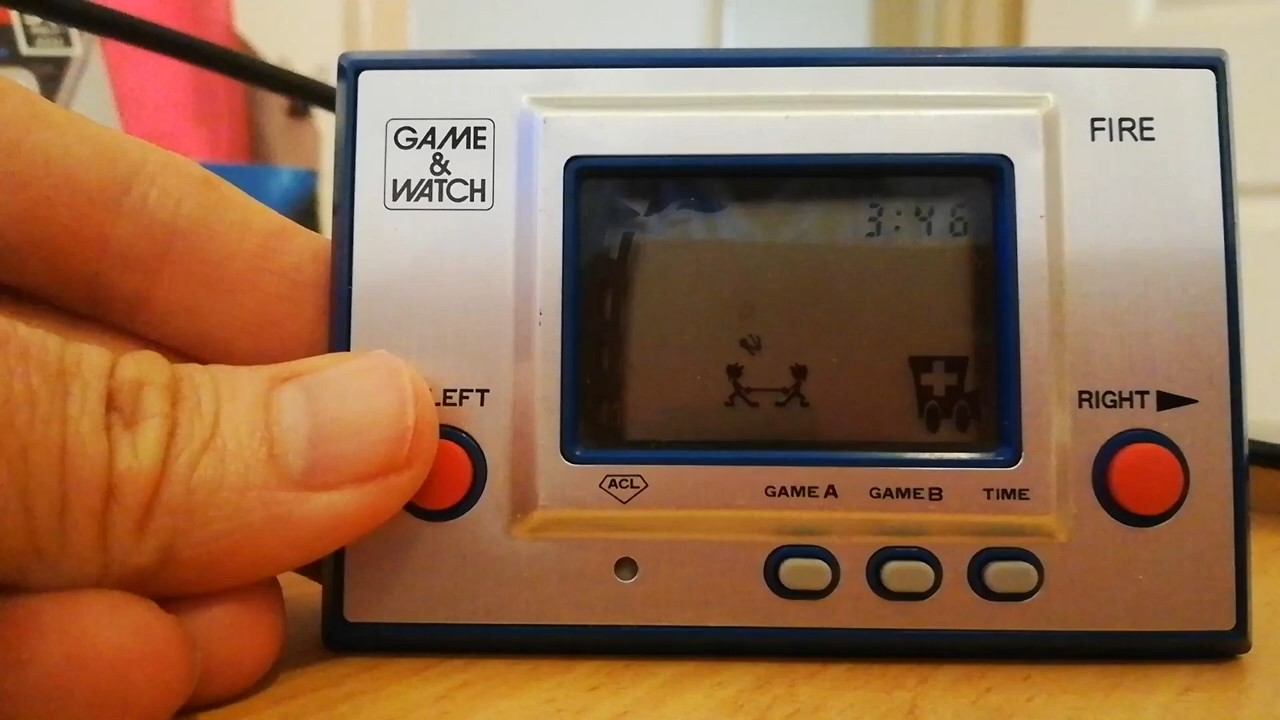 GAME
&
WATCH
FIRE
3:46
LEFT
RIGHT
ACL
GAME A
GAME B
TIME